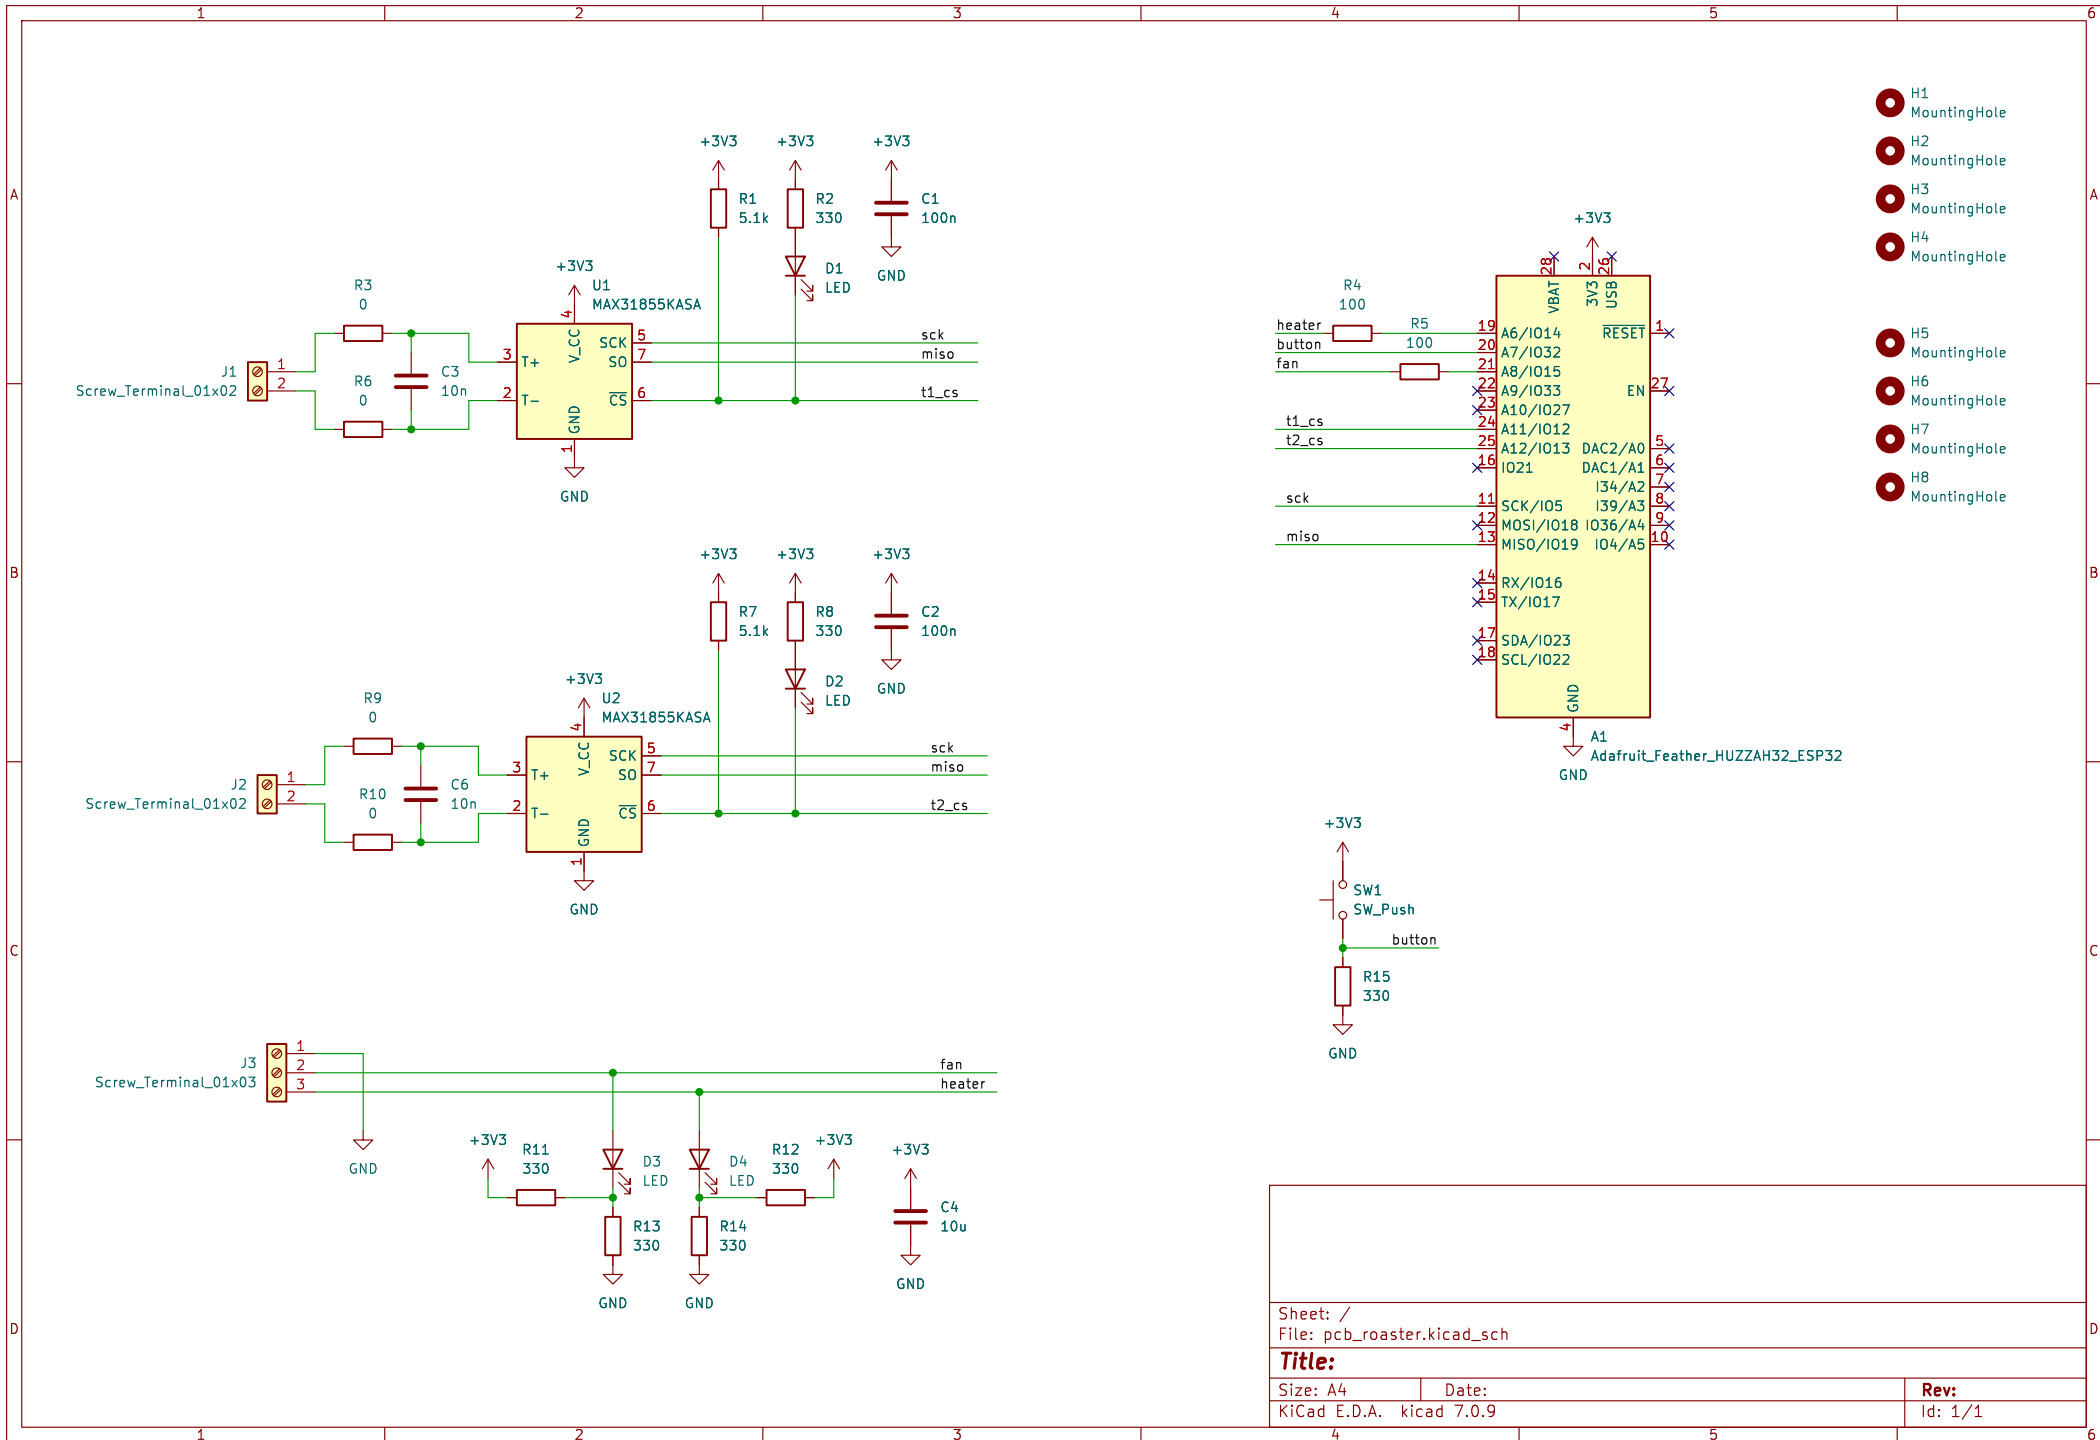 1 2 3 4 5 6
A
B
C
D
A
B
C
D
1 2 3 4 5 6
+3V3
+3V3
+3V3
R1
5.1k
R2
330
C1
100n
D1
LED
GND
+3V3
U1
MAX31855KASA
R3
0
R6
0
C3
10n
J1
Screw_Terminal_01x02
1
2
3 T+
2 T-
4 V_CC
1 GND
SCK 5
SO 7
CS 6
sck
miso
t1_cs
GND
+3V3
+3V3
+3V3
R7
5.1k
R8
330
C2
100n
D2
LED
GND
+3V3
U2
MAX31855KASA
R9
0
R10
0
C6
10n
J2
Screw_Terminal_01x02
1
2
3 T+
2 T-
4 V_CC
1 GND
SCK 5
SO 7
CS 6
sck
miso
t2_cs
GND
J3
Screw_Terminal_01x03
1
2
3
fan
heater
GND
+3V3
R11
330
D3
LED
D4
LED
R12
330
+3V3
R13
330
R14
330
GND
GND
+3V3
C4
10u
GND
+3V3
R4
100
R5
100
heater
button
fan
t1_cs
t2_cs
sck
miso
28 VBAT
2 3V3
26 USB
19 A6/IO14
20 A7/IO32
21 A8/IO15
22 A9/IO33
23 A10/IO27
24 A11/IO12
25 A12/IO13
16 IO21
11 SCK/IO5
12 MOSI/IO18
13 MISO/IO19
14 RX/IO16
15 TX/IO17
17 SDA/IO23
18 SCL/IO22
RESET 1
EN 27
DAC2/A0 5
DAC1/A1 6
I34/A2 7
I39/A3 8
IO36/A4 9
IO4/A5 10
GND 4
A1
Adafruit_Feather_HUZZAH32_ESP32
GND
+3V3
SW1
SW_Push
button
R15
330
GND
H1
MountingHole
H2
MountingHole
H3
MountingHole
H4
MountingHole
H5
MountingHole
H6
MountingHole
H7
MountingHole
H8
MountingHole
Sheet: /
File: pcb_roaster.kicad_sch
Title:
Size: A4 Date: Rev:
KiCad E.D.A. kicad 7.0.9 Id: 1/1